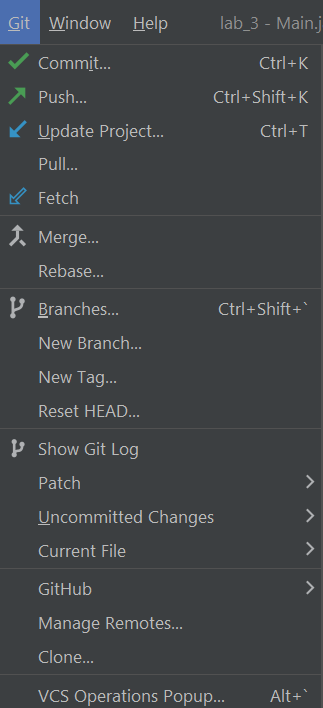 Git Window Help lab_3 - Main.j
Commit... Ctrl+K
Push... Ctrl+Shift+K
Update Project... Ctrl+T
Pull...
Fetch
Merge...
Rebase...
Branches... Ctrl+Shift+`
New Branch...
New Tag...
Reset HEAD...
Show Git Log
Patch
Uncommitted Changes
Current File
GitHub
Manage Remotes...
Clone...
VCS Operations Popup... Alt+`